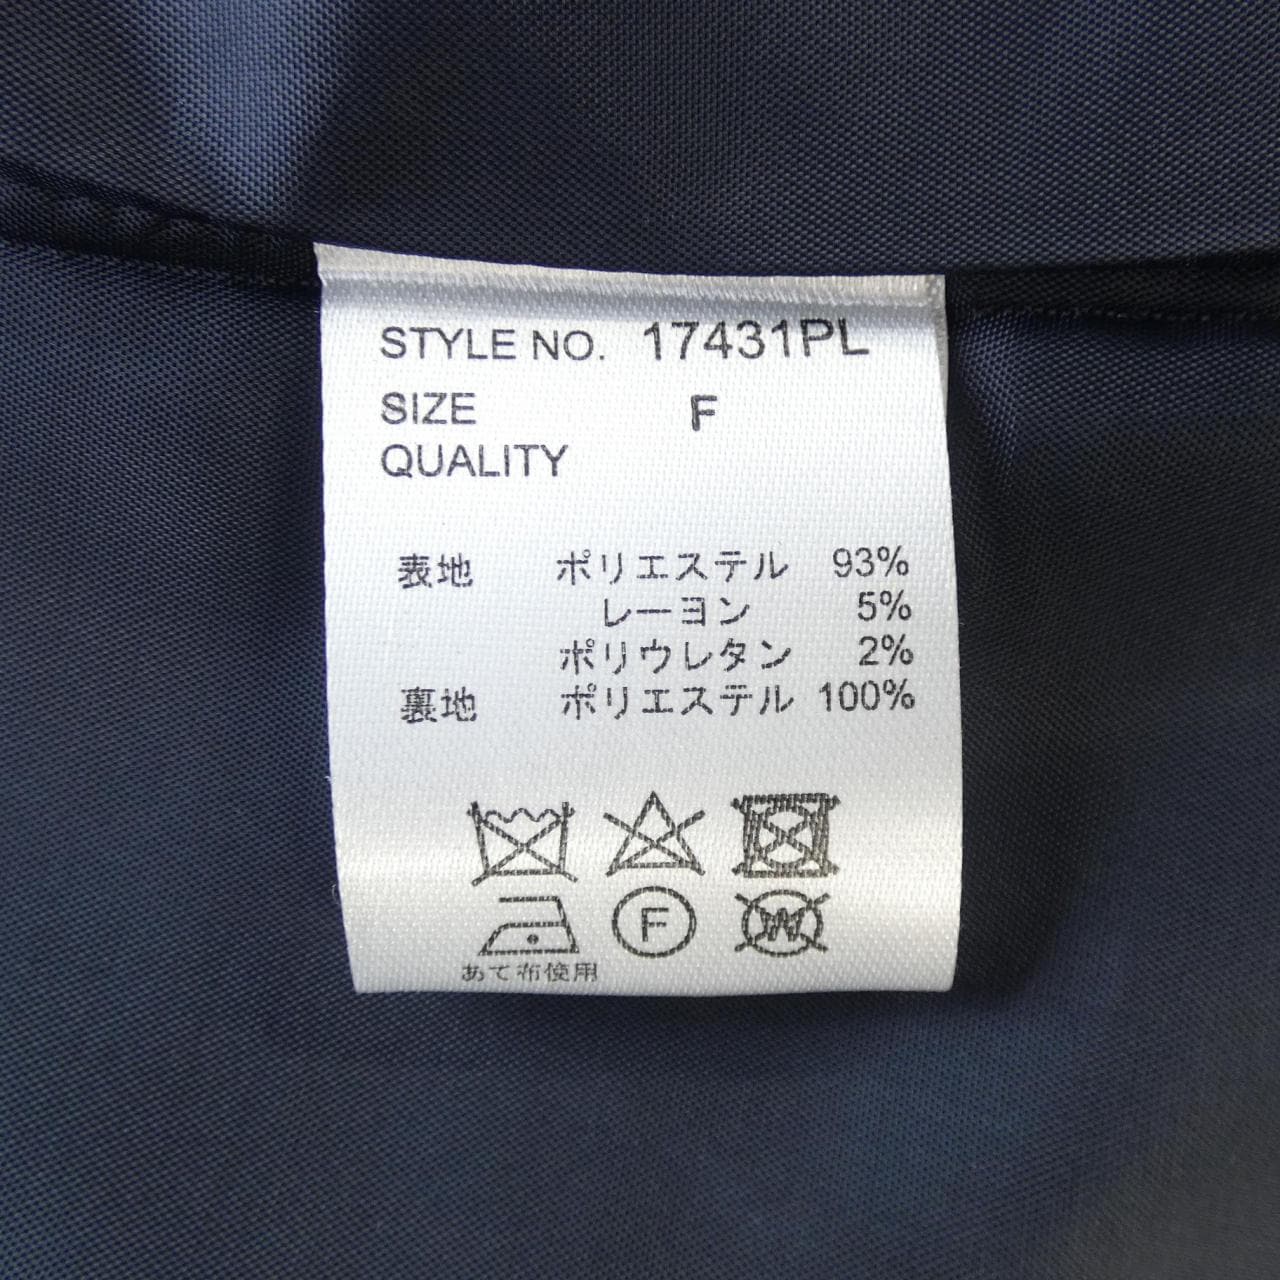 STYLE NO. 17431PL
SIZE F
QUALITY
表地 ポリエステル 93%
レーヨン 5%
ポリウレタン 2%
裏地 ポリエステル 100%
F W
あて布使用